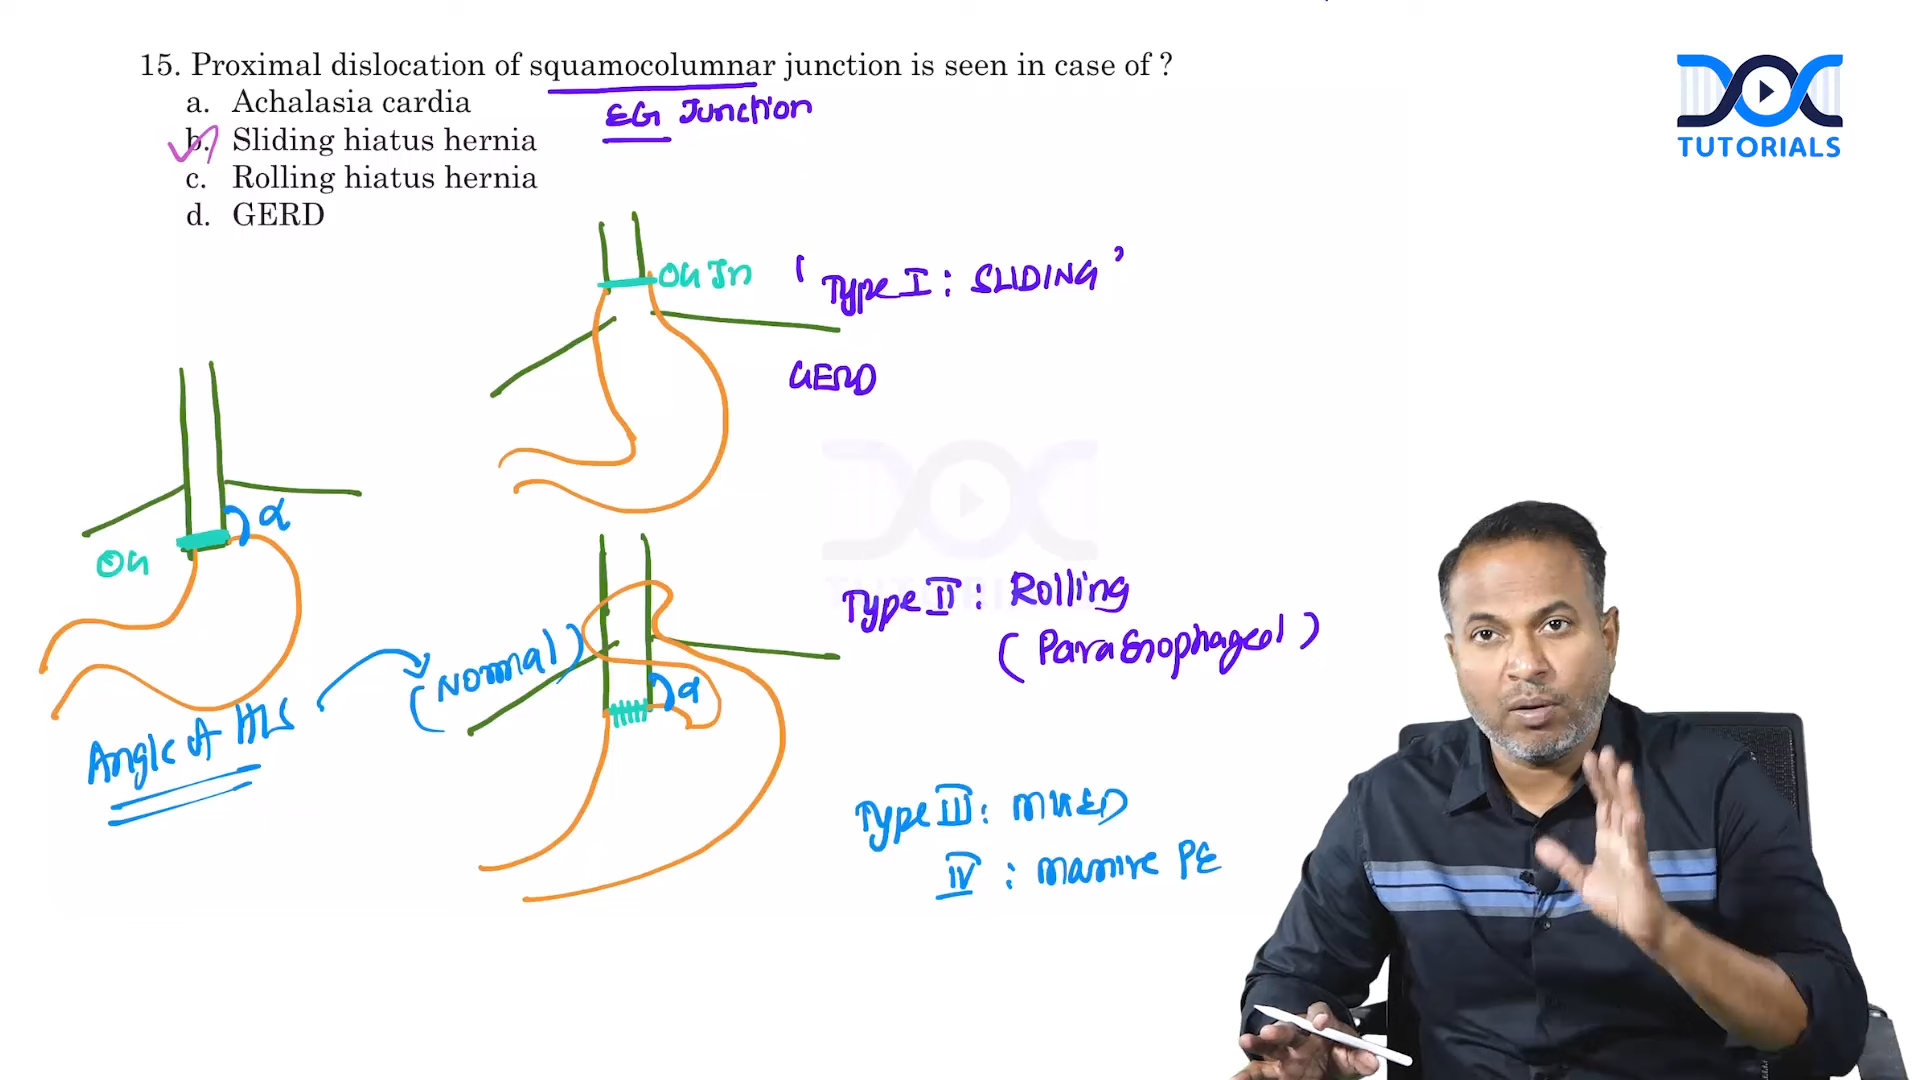 15. Proximal dislocation of squamocolumnar junction is seen in case of ?
a. Achalasia cardia
EG Junction
b. Sliding hiatus hernia
c. Rolling hiatus hernia
d. GERD
DOC
TUTORIALS
OG Jn
'Type I : SLIDING'
GERD
α
OG
Type II : Rolling
(ParaEsophageal)
(Normal)
α
Angle of HIS
Type III : MIXED
IV : Massive PE
TUTORIALS